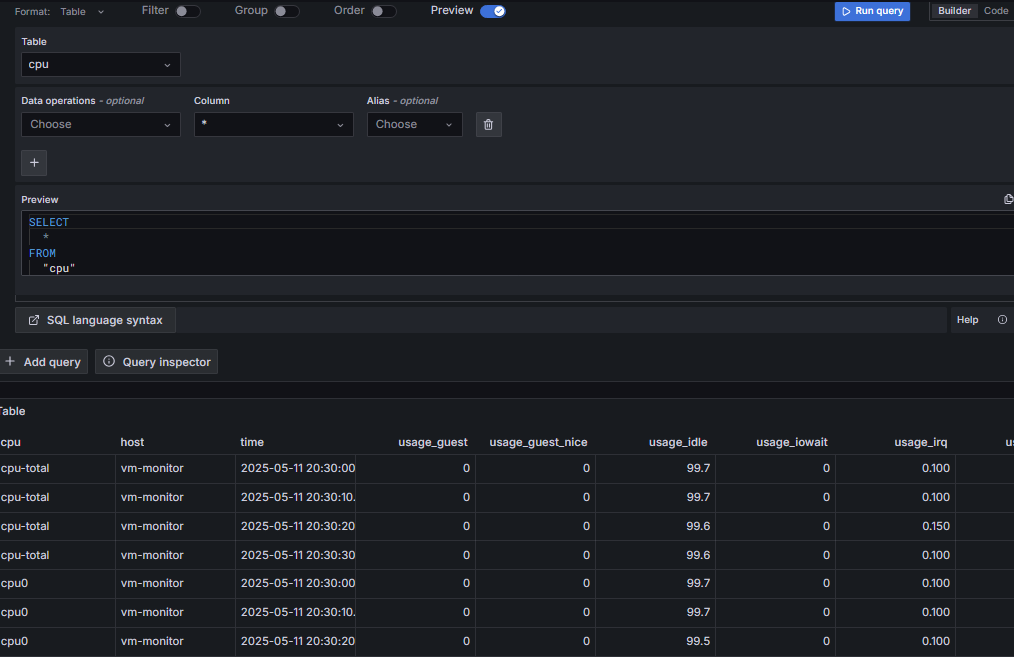 Format: Table Filter Group Order Preview Run query Builder Code
Table
cpu
Data operations - optional Column Alias - optional
Choose * Choose
+
Preview
SELECT
*
FROM
"cpu"
SQL language syntax Help
+ Add query Query inspector
Table
cpu host time usage_guest usage_guest_nice usage_idle usage_iowait usage_irq
cpu-total vm-monitor 2025-05-11 20:30:00 0 0 99.7 0 0.100
cpu-total vm-monitor 2025-05-11 20:30:10. 0 0 99.7 0 0.100
cpu-total vm-monitor 2025-05-11 20:30:20 0 0 99.6 0 0.150
cpu-total vm-monitor 2025-05-11 20:30:30 0 0 99.6 0 0.100
cpu0 vm-monitor 2025-05-11 20:30:00 0 0 99.7 0 0.100
cpu0 vm-monitor 2025-05-11 20:30:10. 0 0 99.7 0 0.100
cpu0 vm-monitor 2025-05-11 20:30:20 0 0 99.5 0 0.100